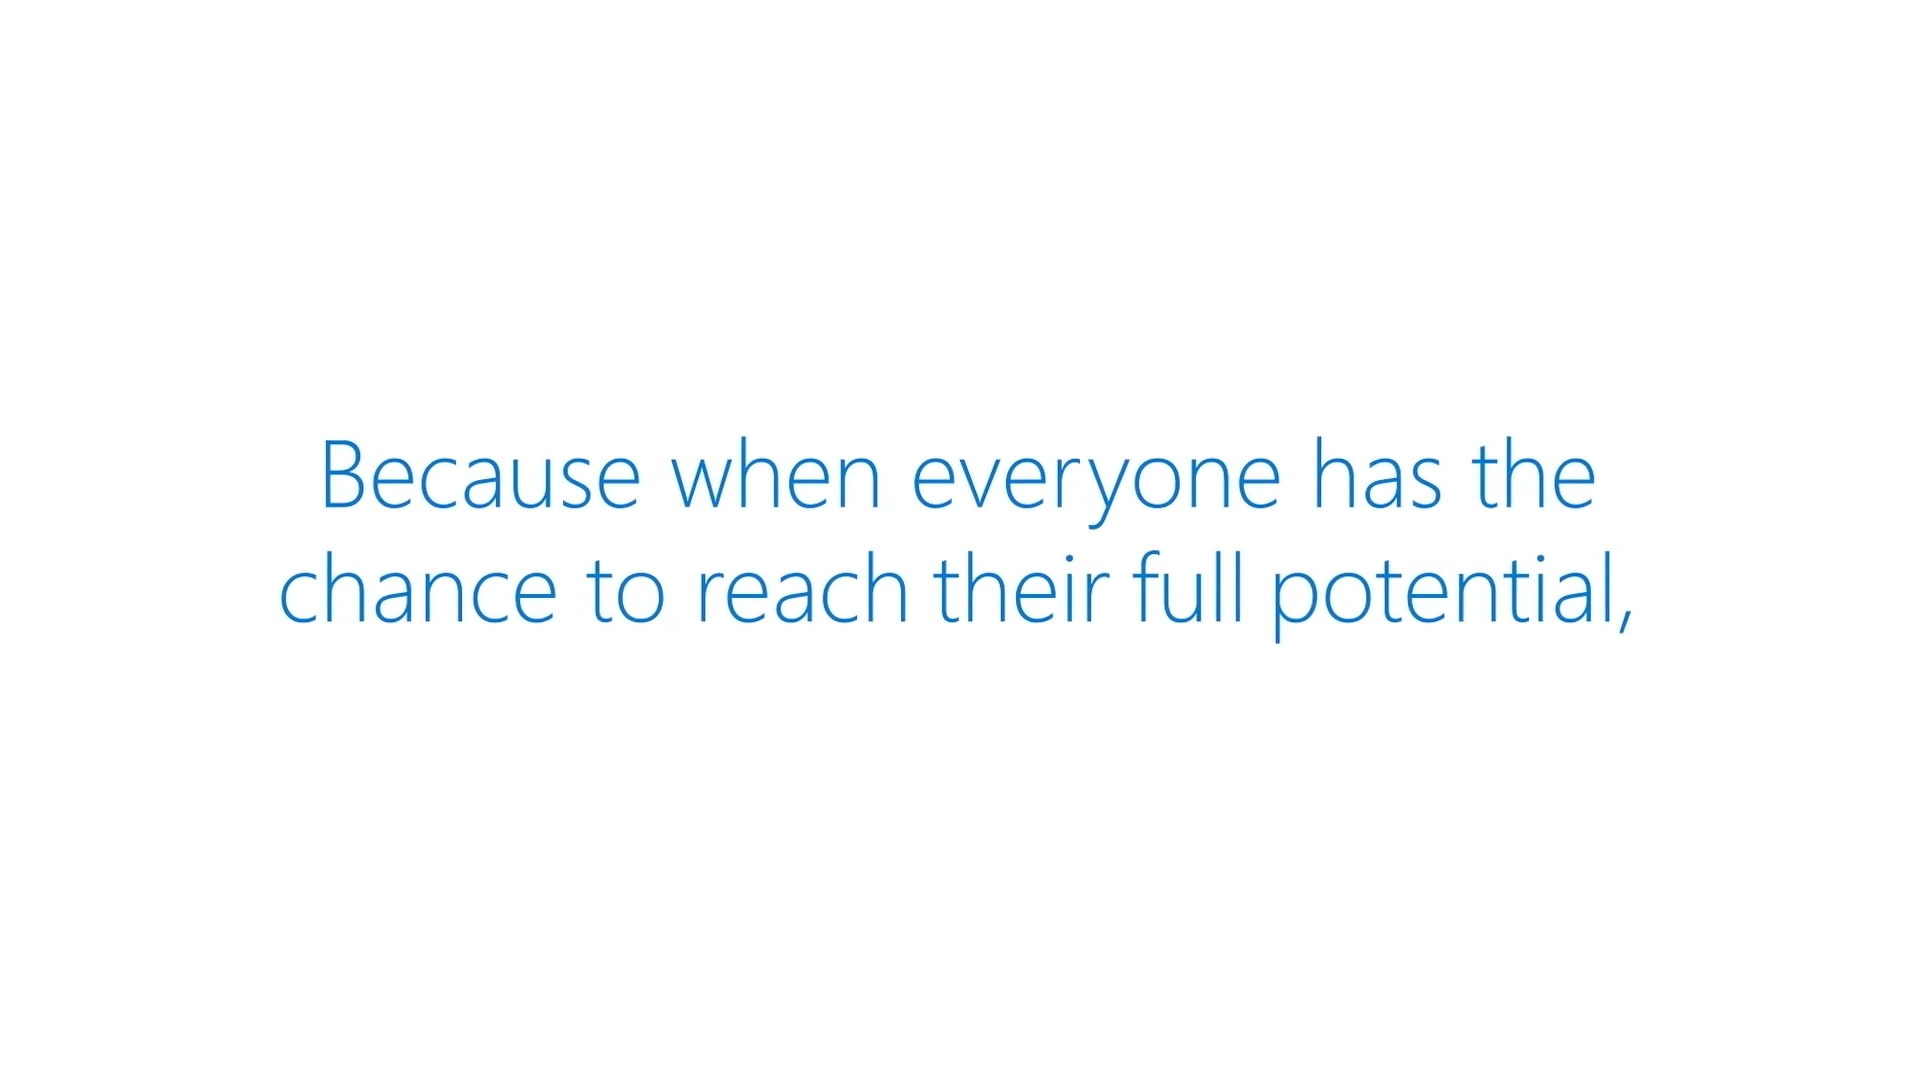 Because when everyone has the
chance to reach their full potential,